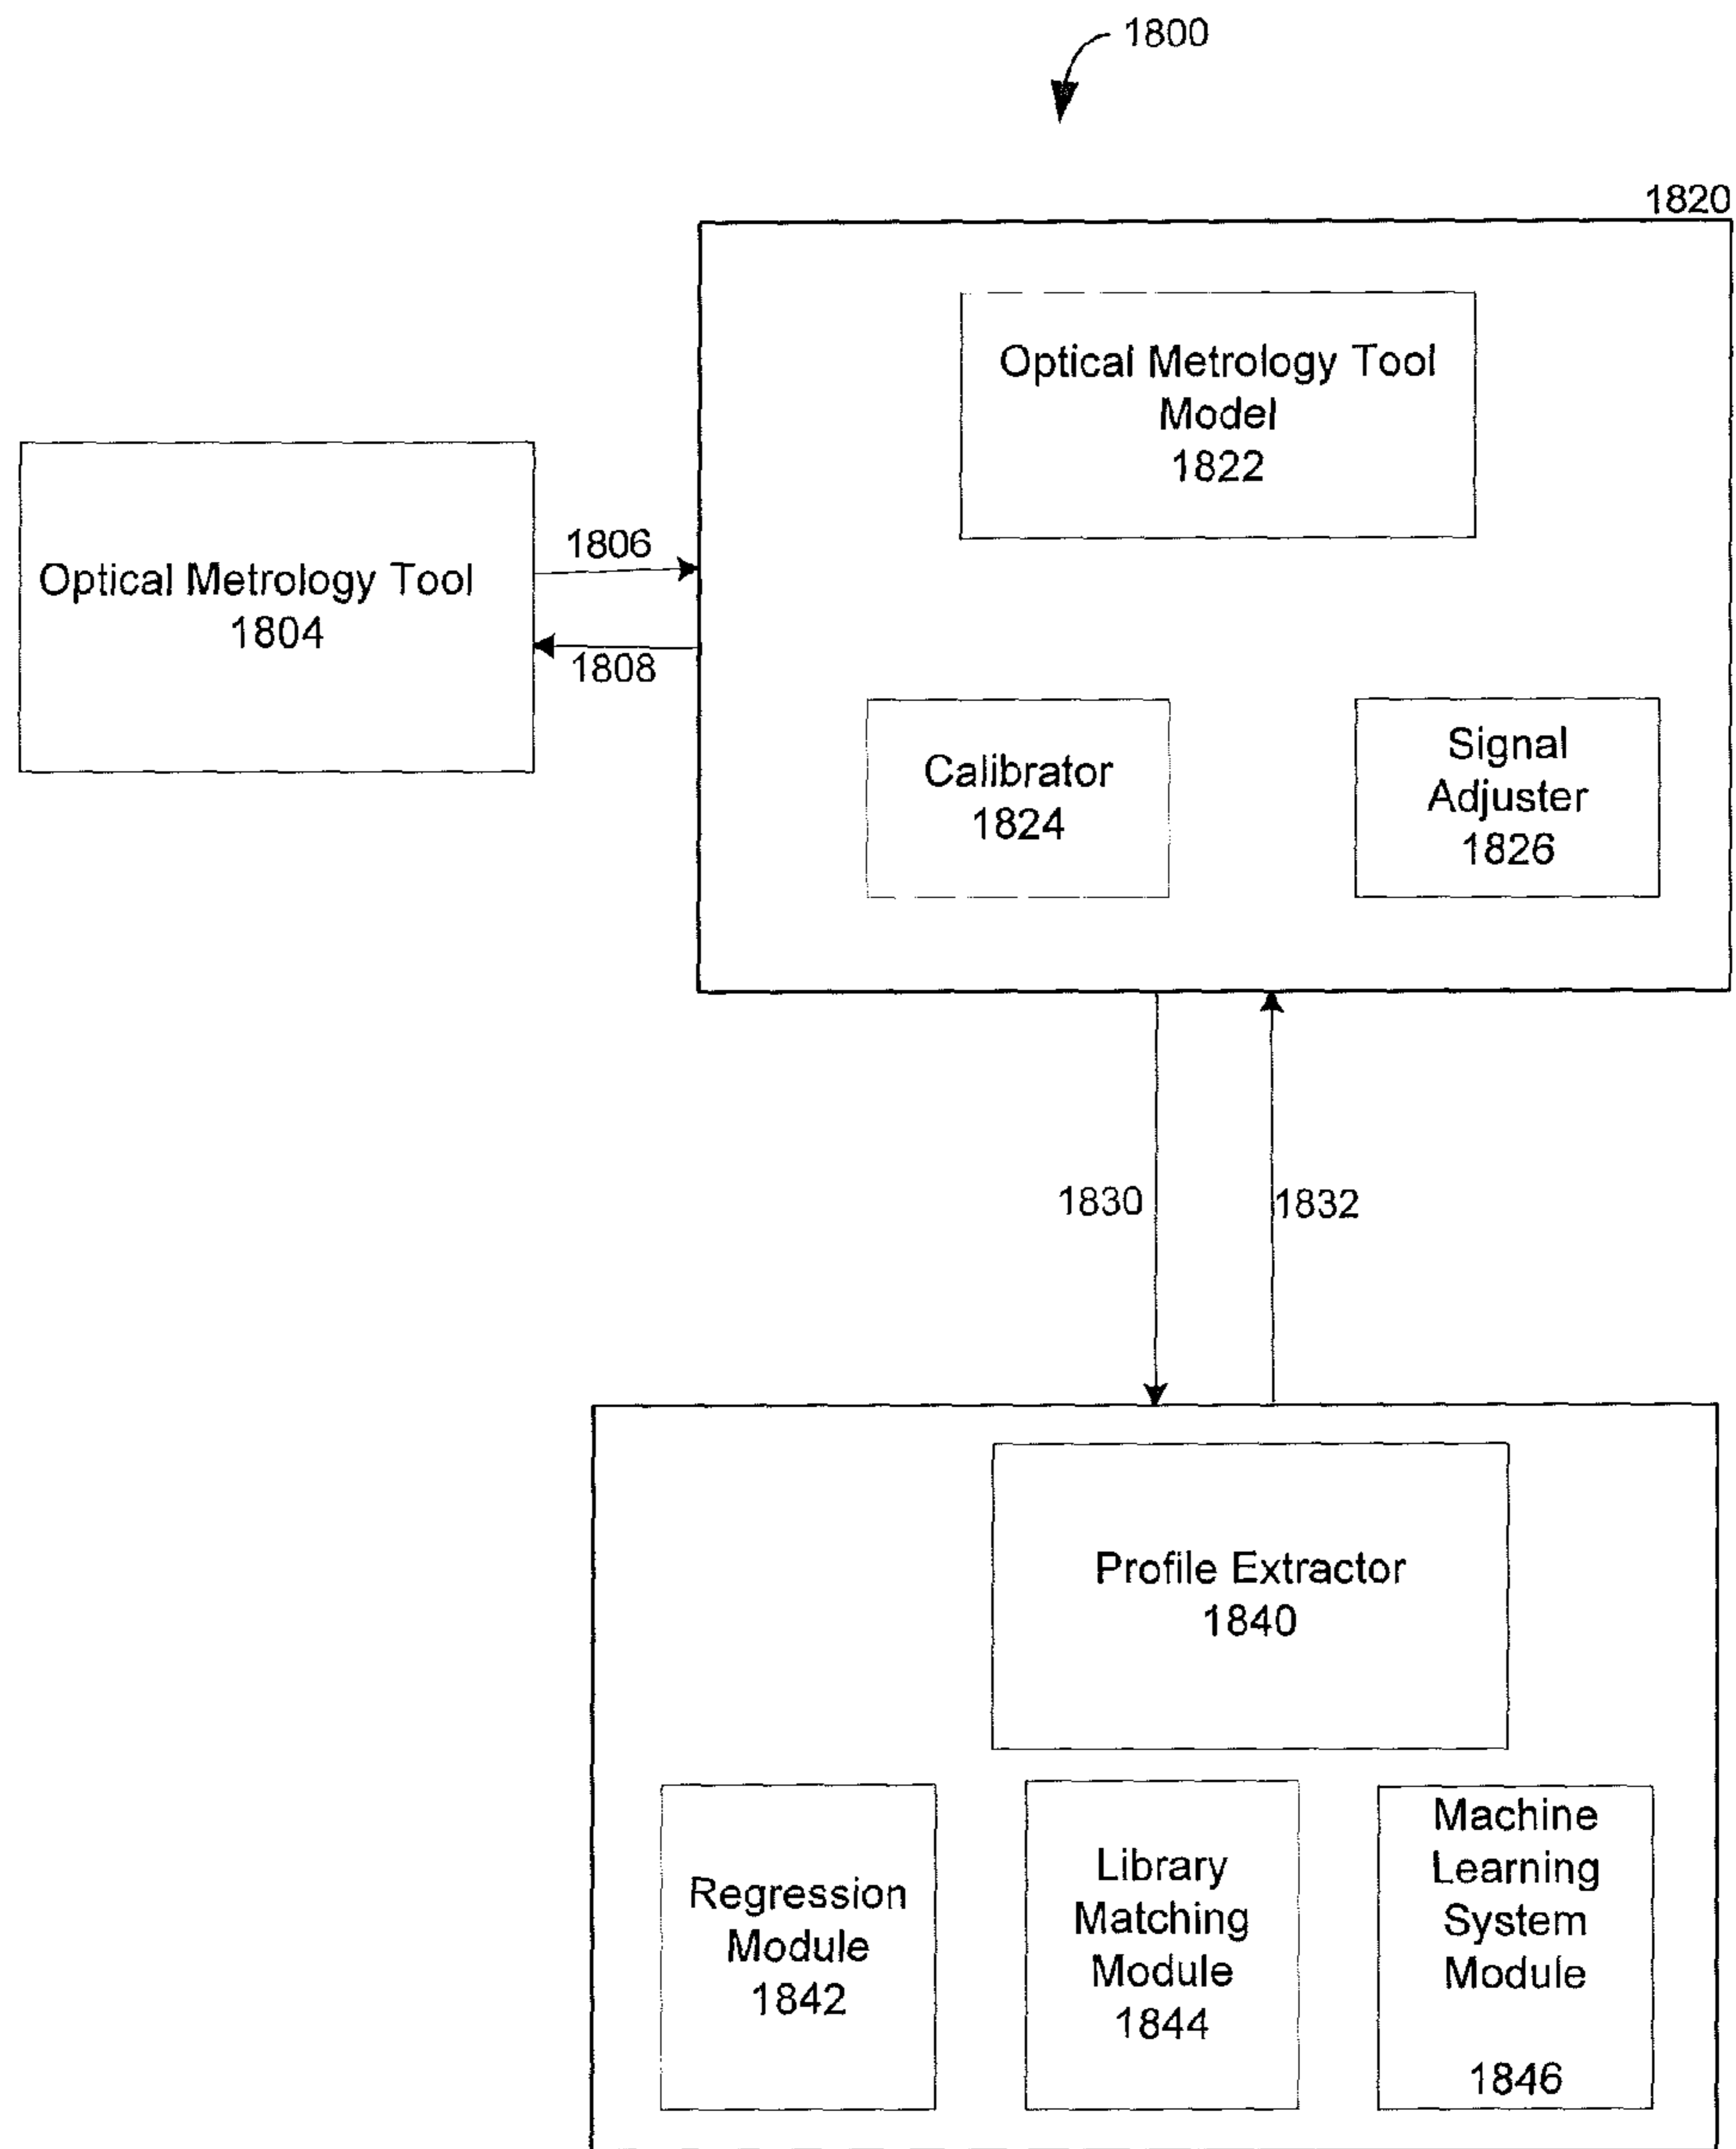 1800
1820
Optical Metrology Tool
Model
1822
Optical Metrology Tool
1804
1806
1808
Calibrator
1824
Signal
Adjuster
1826
1830
1832
Profile Extractor
1840
Regression
Module
1842
Library
Matching
Module
1844
Machine
Learning
System
Module
1846